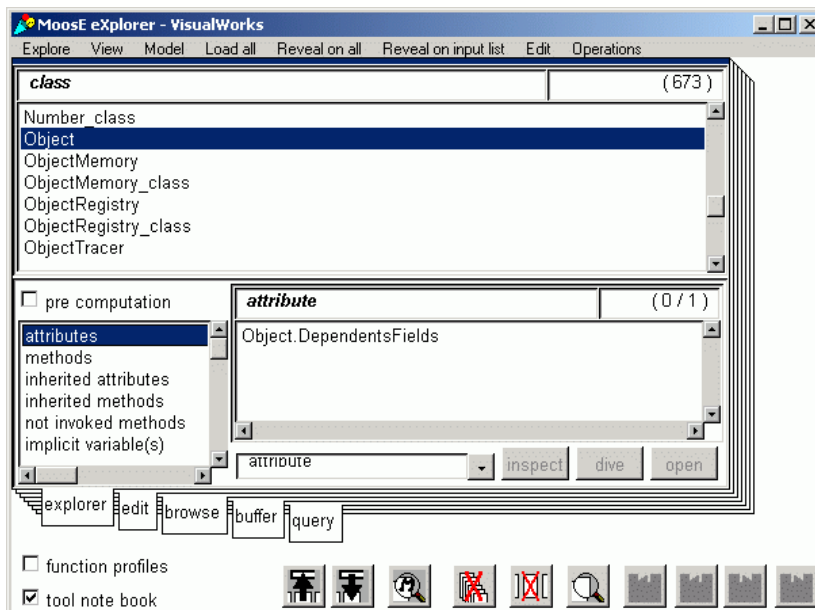 MoosE eXplorer - VisualWorks
Explore View Model Load all Reveal on all Reveal on input list Edit Operations
class (673)
Number_class
Object
ObjectMemory
ObjectMemory_class
ObjectRegistry
ObjectRegistry_class
ObjectTracer
pre computation
attribute (0/1)
attributes
methods
inherited attributes
inherited methods
not invoked methods
implicit variable(s)
Object.DependentsFields
attribute inspect dive open
explorer edit browse buffer query
function profiles
tool note book